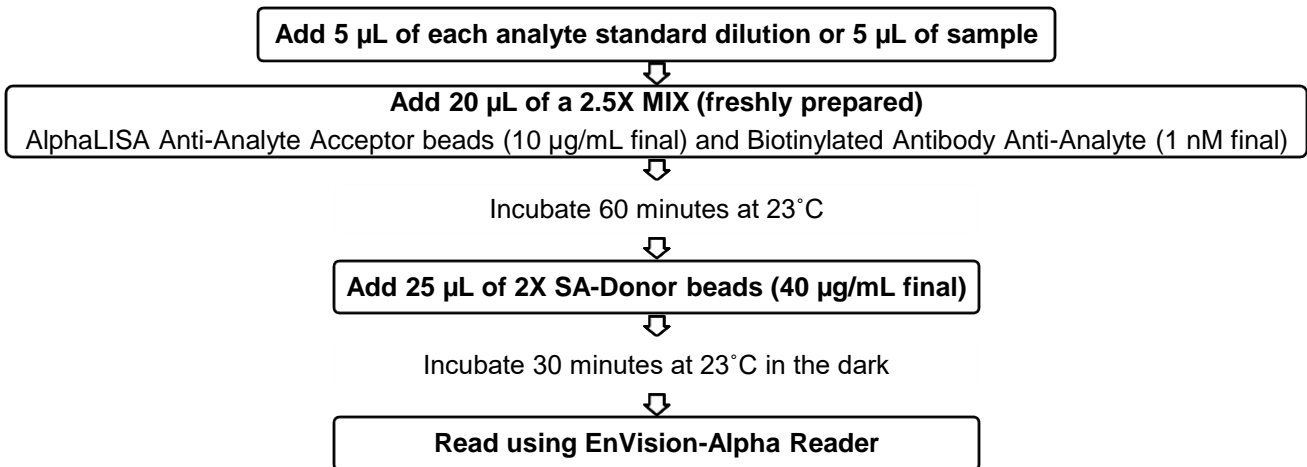 Add 5 µL of each analyte standard dilution or 5 µL of sample
Add 20 µL of a 2.5X MIX (freshly prepared)
AlphaLISA Anti-Analyte Acceptor beads (10 µg/mL final) and Biotinylated Antibody Anti-Analyte (1 nM final)
Incubate 60 minutes at 23˚C
Add 25 µL of 2X SA-Donor beads (40 µg/mL final)
Incubate 30 minutes at 23˚C in the dark
Read using EnVision-Alpha Reader